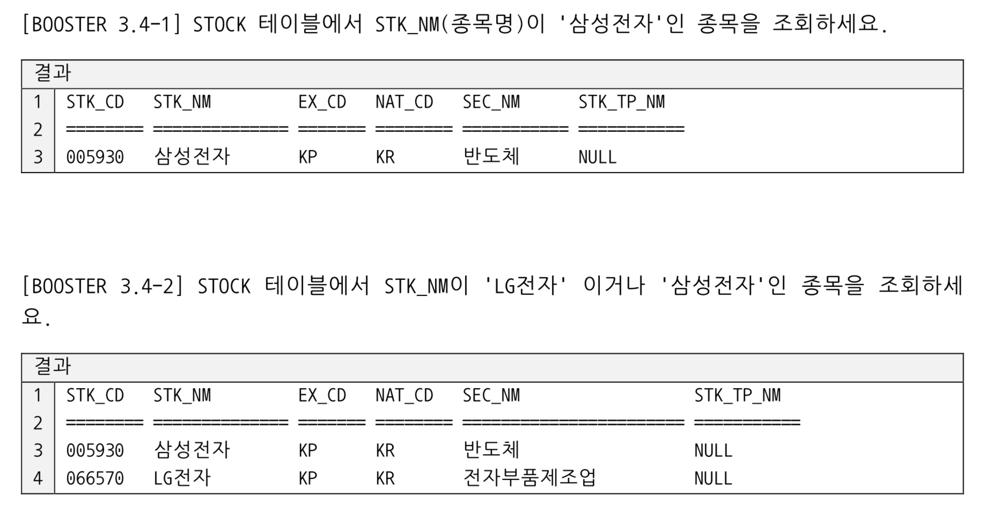 [BOOSTER 3.4-1] STOCK 테이블에서 STK_NM(종목명)이 '삼성전자'인 종목을 조회하세요.
결과
1 STK_CD STK_NM EX_CD NAT_CD SEC_NM STK_TP_NM
2 ======== ============== ======= ======== =========== ===========
3 005930 삼성전자 KP KR 반도체 NULL
[BOOSTER 3.4-2] STOCK 테이블에서 STK_NM이 'LG전자' 이거나 '삼성전자'인 종목을 조회하세
요.
결과
1 STK_CD STK_NM EX_CD NAT_CD SEC_NM STK_TP_NM
2 ======== ============== ======= ======== ======================= ===========
3 005930 삼성전자 KP KR 반도체 NULL
4 066570 LG전자 KP KR 전자부품제조업 NULL